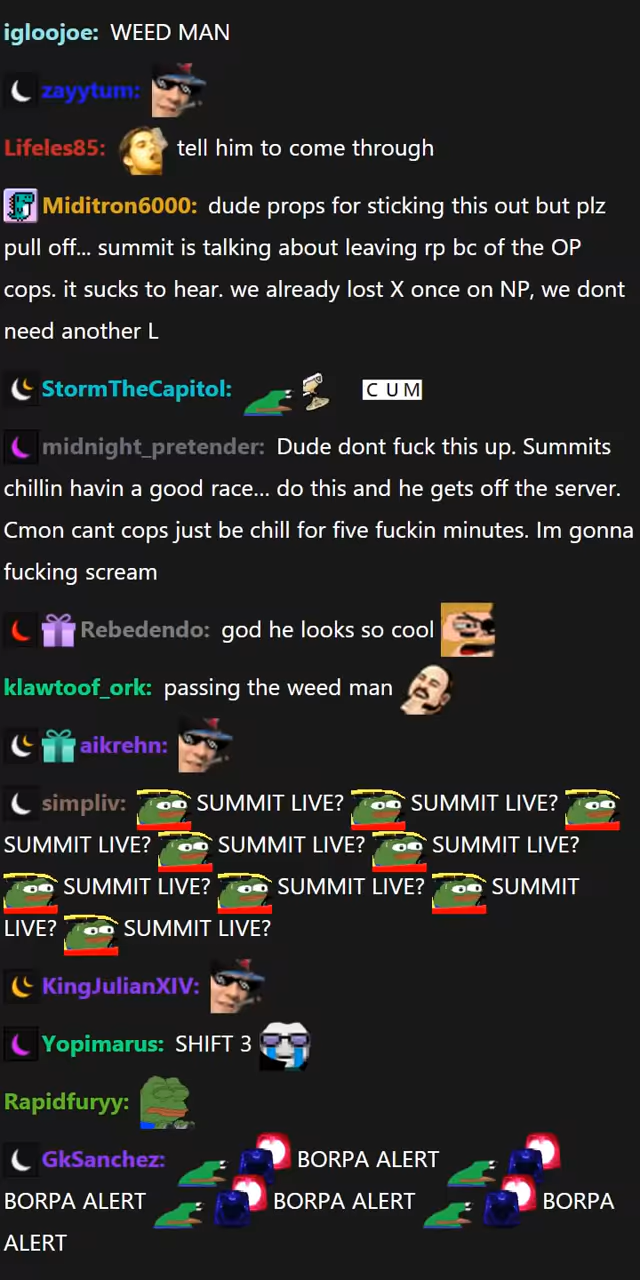 igloojoe: WEED MAN
zayytum:
Lifeles85: tell him to come through
Miditron6000: dude props for sticking this out but plz
pull off... summit is talking about leaving rp bc of the OP
cops. it sucks to hear. we already lost X once on NP, we dont
need another L
StormTheCapitol: CUM
midnight_pretender: Dude dont fuck this up. Summits
chillin havin a good race... do this and he gets off the server.
Cmon cant cops just be chill for five fuckin minutes. Im gonna
fucking scream
Rebedendo: god he looks so cool
klawtoof_ork: passing the weed man
aikrehn:
simpliv: SUMMIT LIVE? SUMMIT LIVE?
SUMMIT LIVE? SUMMIT LIVE? SUMMIT LIVE?
SUMMIT LIVE? SUMMIT LIVE? SUMMIT
LIVE? SUMMIT LIVE?
KingJulianXIV:
Yopimarus: SHIFT 3
Rapidfuryy:
GkSanchez: BORPA ALERT
BORPA ALERT BORPA ALERT BORPA
ALERT